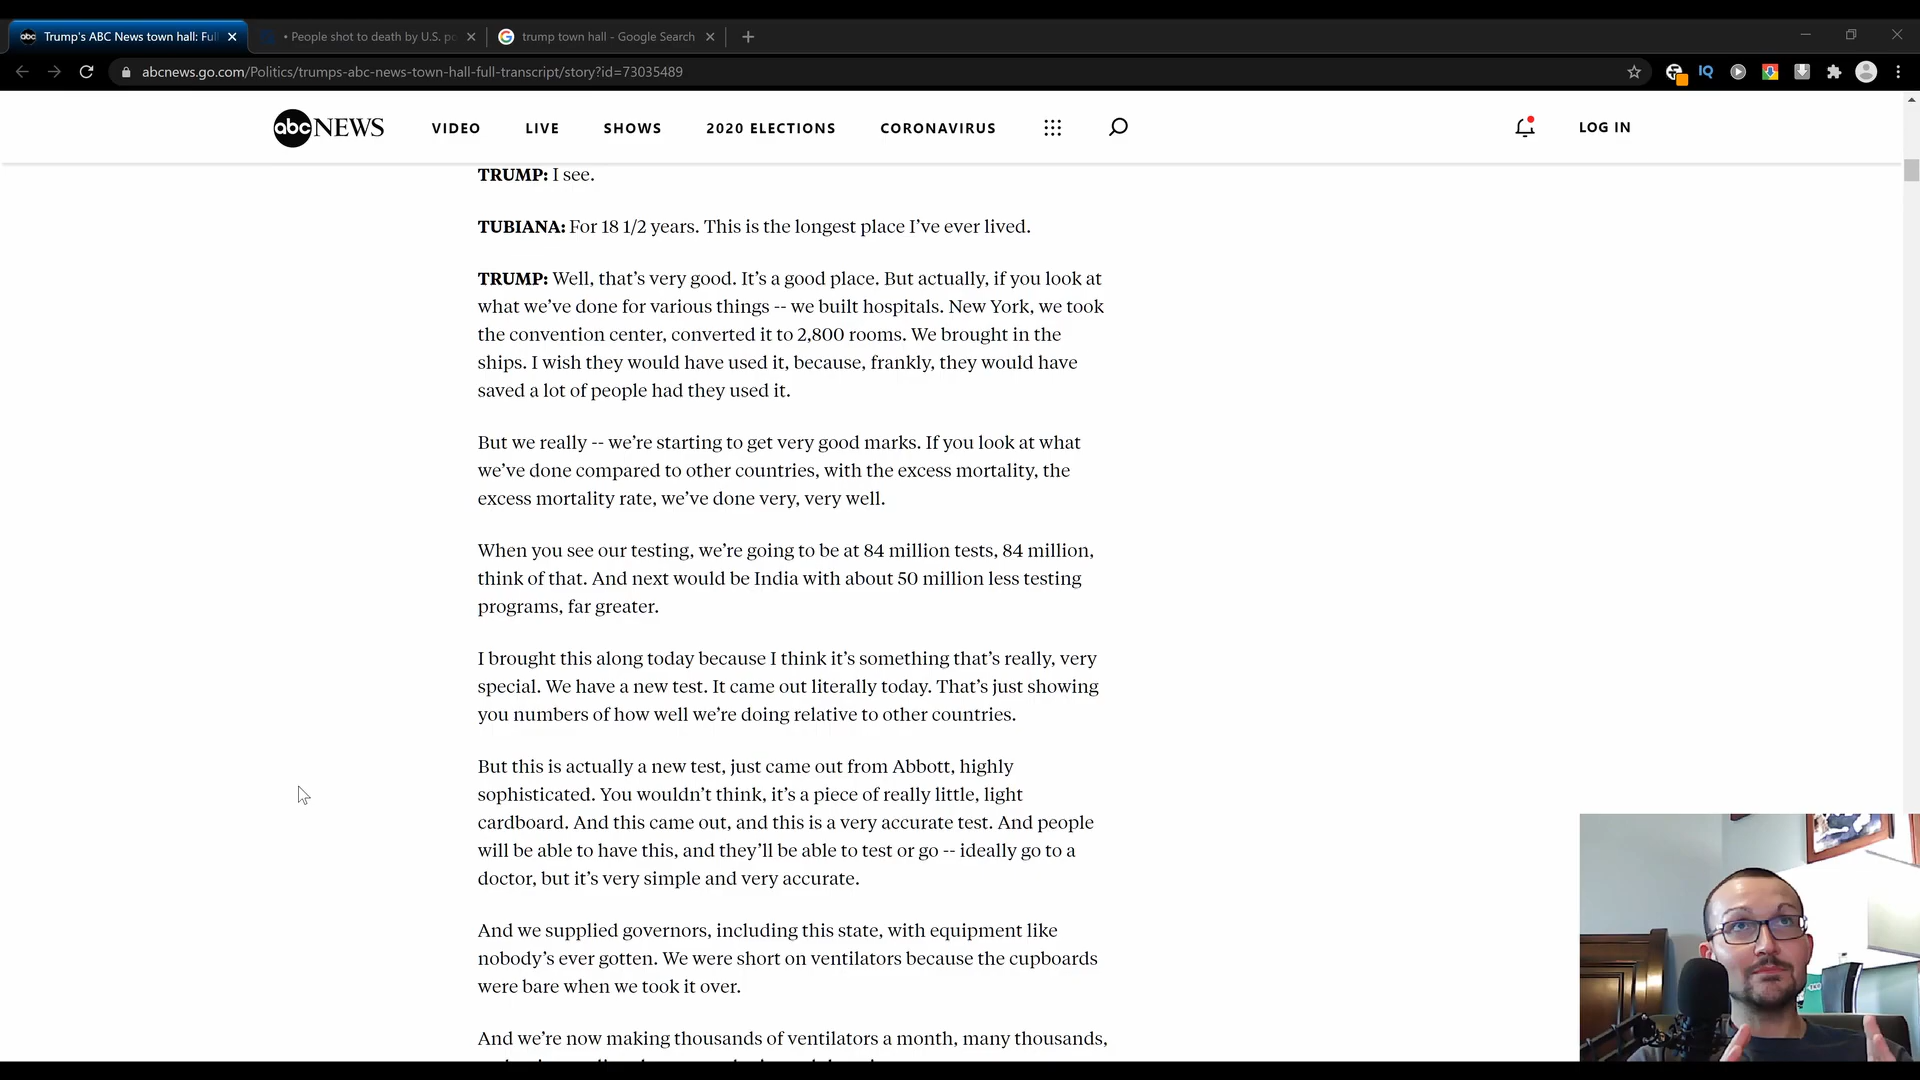 Trump's ABC News town hall: Ful
• People shot to death by U.S. po
trump town hall - Google Search
abcnews.go.com/Politics/trumps-abc-news-town-hall-full-transcript/story?id=73035489
IQ
abc NEWS
VIDEO
LIVE
SHOWS
2020 ELECTIONS
CORONAVIRUS
LOG IN
TRUMP: I see.
TUBIANA: For 18 1/2 years. This is the longest place I've ever lived.
TRUMP: Well, that's very good. It's a good place. But actually, if you look at
what we've done for various things -- we built hospitals. New York, we took
the convention center, converted it to 2,800 rooms. We brought in the
ships. I wish they would have used it, because, frankly, they would have
saved a lot of people had they used it.
But we really -- we're starting to get very good marks. If you look at what
we've done compared to other countries, with the excess mortality, the
excess mortality rate, we've done very, very well.
When you see our testing, we're going to be at 84 million tests, 84 million,
think of that. And next would be India with about 50 million less testing
programs, far greater.
I brought this along today because I think it's something that's really, very
special. We have a new test. It came out literally today. That's just showing
you numbers of how well we're doing relative to other countries.
But this is actually a new test, just came out from Abbott, highly
sophisticated. You wouldn't think, it's a piece of really little, light
cardboard. And this came out, and this is a very accurate test. And people
will be able to have this, and they'll be able to test or go -- ideally go to a
doctor, but it's very simple and very accurate.
And we supplied governors, including this state, with equipment like
nobody's ever gotten. We were short on ventilators because the cupboards
were bare when we took it over.
And we're now making thousands of ventilators a month, many thousands,